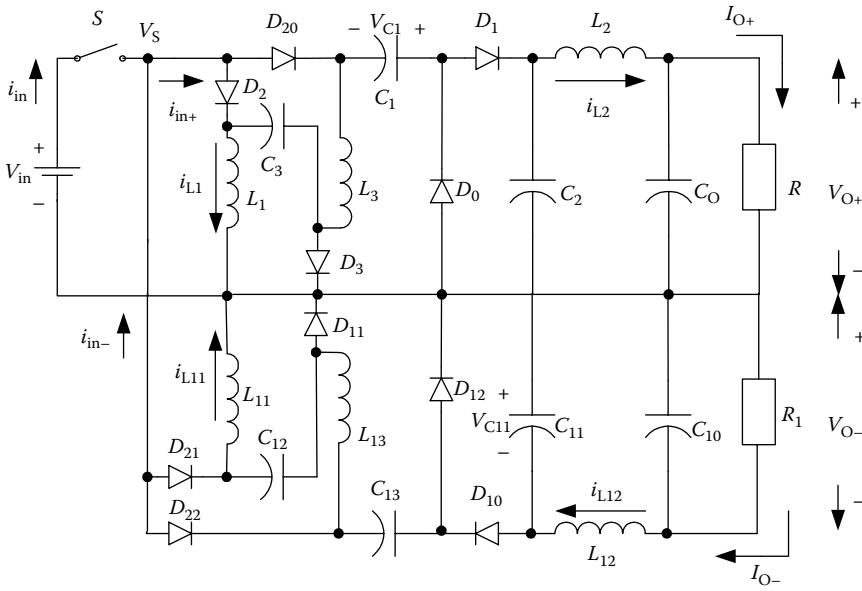 S
V_S
D_20
− V_C1 +
D_1
L_2
I_O+
i_in
i_in+
D_2
C_1
i_L2
+
C_3
+
V_in
−
i_L1
L_1
L_3
D_0
C_2
C_O
R
V_O+
D_3
−
i_in−
D_11
+
i_L11
L_11
D_12
+
V_C11
−
C_11
C_10
R_1
V_O−
L_13
D_21
C_12
D_22
C_13
D_10
i_L12
−
L_12
I_O−